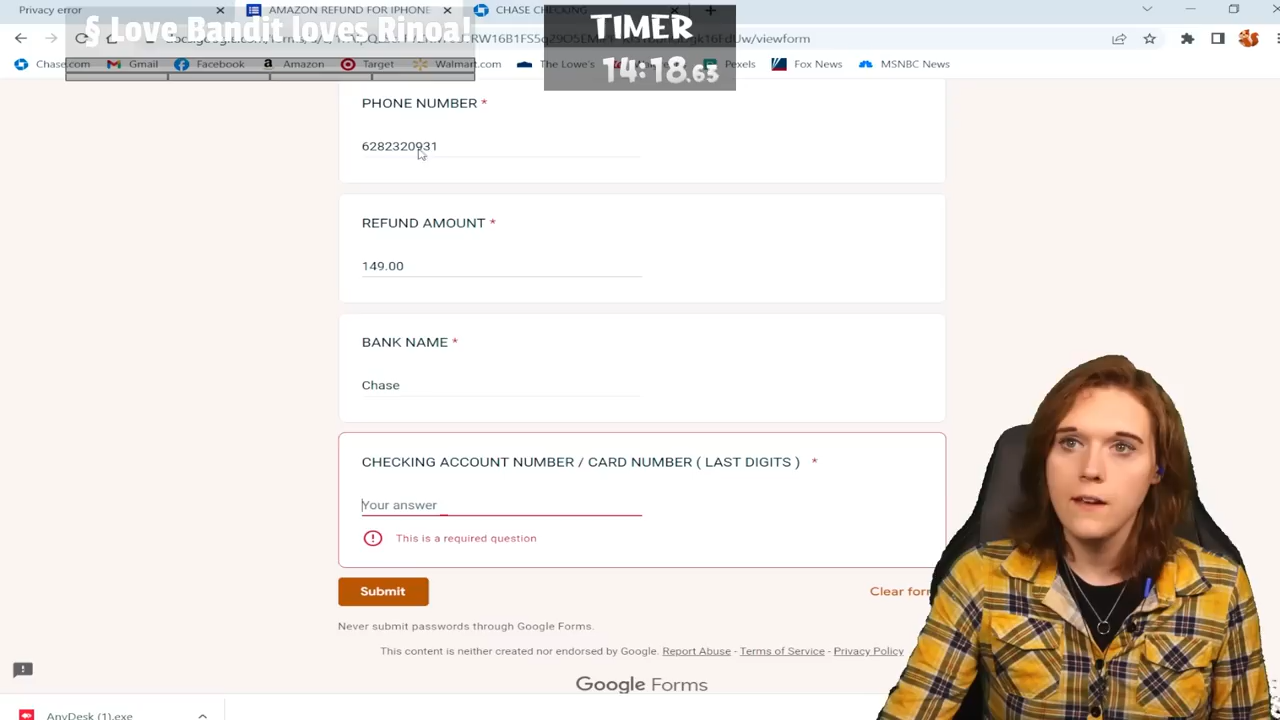 Privacy error
AMAZON REFUND FOR IPHONE
CHASE CHECKING
§ Love Bandit loves Rinoa!
TIMER
14:18.63
/viewform
Chase.com
Gmail
Facebook
Amazon
Target
Walmart.com
The Lowe's
Pexels
Fox News
MSNBC News
PHONE NUMBER *
6282320931
REFUND AMOUNT *
149.00
BANK NAME *
Chase
CHECKING ACCOUNT NUMBER / CARD NUMBER ( LAST DIGITS ) *
Your answer
This is a required question
Submit
Clear form
Never submit passwords through Google Forms.
This content is neither created nor endorsed by Google. Report Abuse - Terms of Service - Privacy Policy
Google Forms
AnyDesk (1).exe